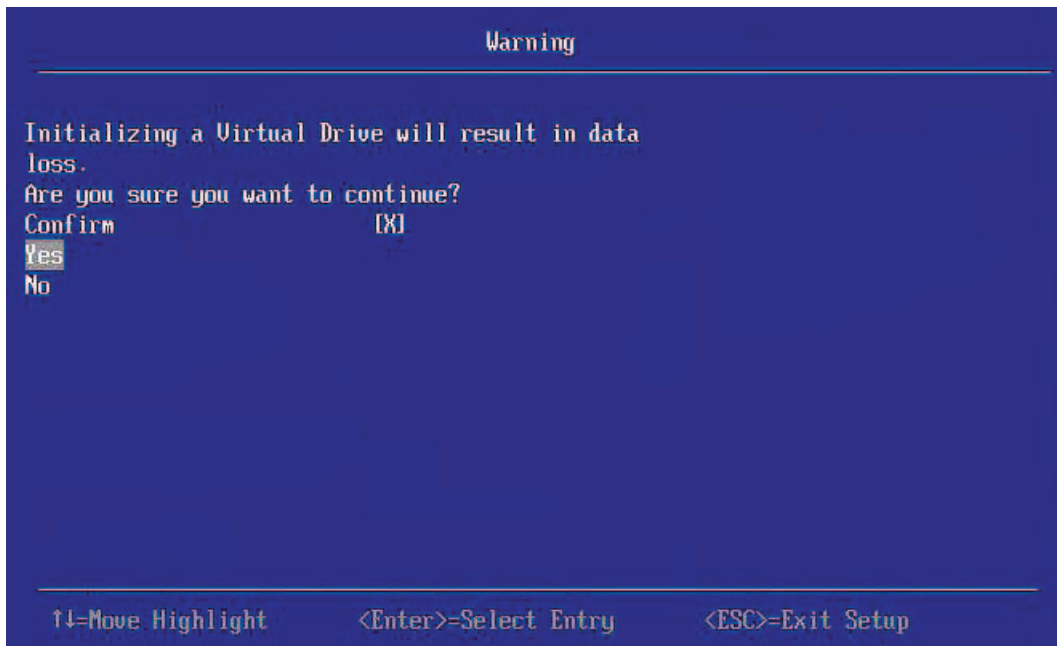 Warning
Initializing a Virtual Drive will result in data
loss.
Are you sure you want to continue?
Confirm [X]
Yes
No
↑↓=Move Highlight <Enter>=Select Entry <ESC>=Exit Setup